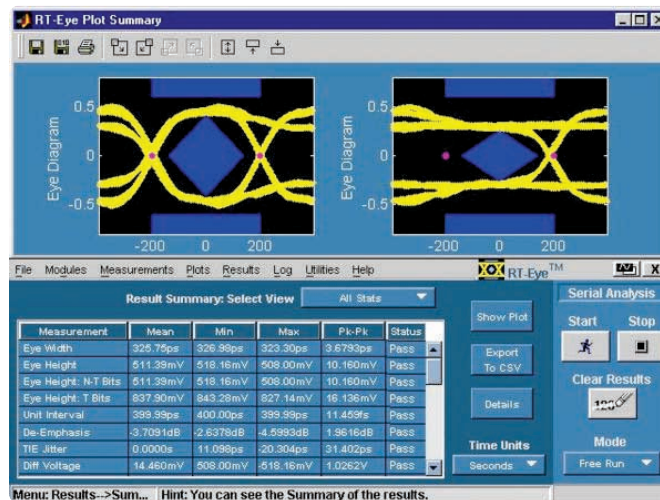 RT-Eye Plot Summary
Eye Diagram
0.5
0
-0.5
-200 0 200
Eye Diagram
0.5
0
-0.5
-200 0 200
File Modules Measurements Plots Results Log Utilities Help
RT-Eye™
Result Summary: Select View All Stats
Measurement Mean Min Max Pk-Pk Status
Eye Width 325.75ps 326.98ps 323.30ps 3.6793ps Pass
Eye Height 511.39mV 518.16mV 508.00mV 10.160mV Pass
Eye Height: N-T Bits 511.39mV 518.16mV 508.00mV 10.160mV Pass
Eye Height: T Bits 837.90mV 843.28mV 827.14mV 16.136mV Pass
Unit Interval 399.99ps 400.00ps 399.99ps 11.459fs Pass
De-Emphasis -3.7091dB -2.6378dB -4.5993dB 1.9616dB Pass
TIE Jitter 0.0000s 11.098ps -20.304ps 31.402ps Pass
Diff Voltage 14.460mV 508.00mV -518.16mV 1.0262V Pass
Show Plot
Export
To CSV
Details
Time Units
Seconds
Serial Analysis
Start Stop
Clear Results
Mode
Free Run
Menu: Results-->Sum... Hint: You can see the Summary of the results.